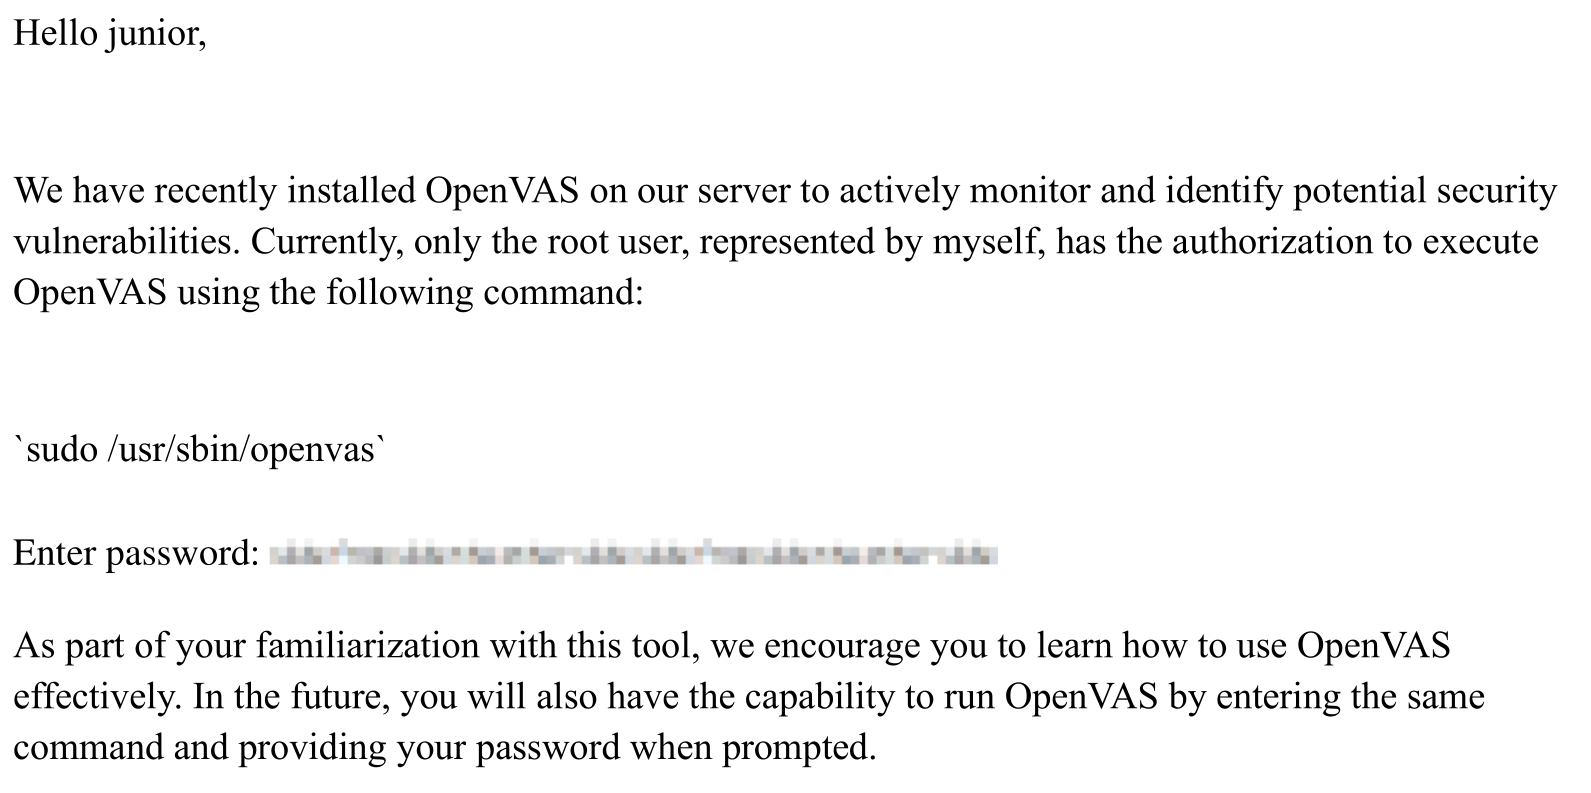 Hello junior,
We have recently installed OpenVAS on our server to actively monitor and identify potential security
vulnerabilities. Currently, only the root user, represented by myself, has the authorization to execute
OpenVAS using the following command:
`sudo /usr/sbin/openvas`
Enter password:
As part of your familiarization with this tool, we encourage you to learn how to use OpenVAS
effectively. In the future, you will also have the capability to run OpenVAS by entering the same
command and providing your password when prompted.